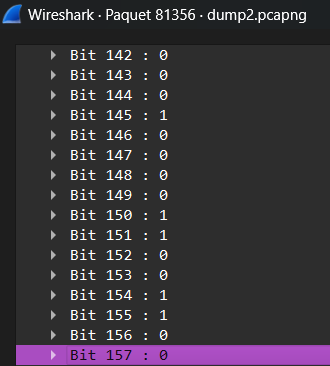 Wireshark · Paquet 81356 · dump2.pcapng
Bit 142 : 0
Bit 143 : 0
Bit 144 : 0
Bit 145 : 1
Bit 146 : 0
Bit 147 : 0
Bit 148 : 0
Bit 149 : 0
Bit 150 : 1
Bit 151 : 1
Bit 152 : 0
Bit 153 : 0
Bit 154 : 1
Bit 155 : 1
Bit 156 : 0
Bit 157 : 0